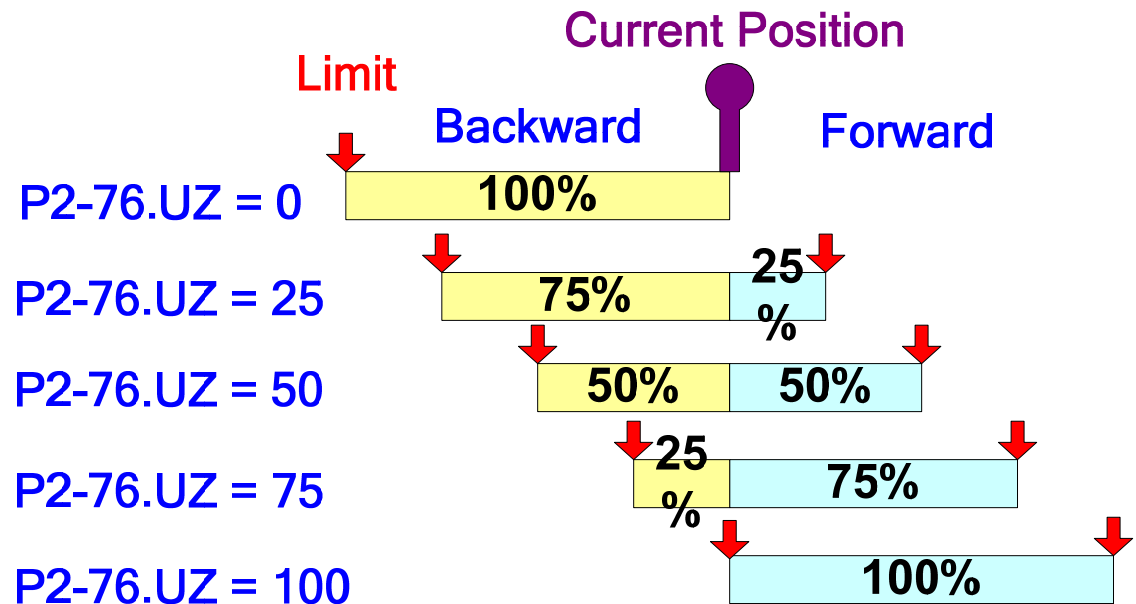 Current Position
Limit
Backward
Forward
P2-76.UZ = 0
100%
P2-76.UZ = 25
75%
25
%
P2-76.UZ = 50
50%
50%
P2-76.UZ = 75
25
%
75%
P2-76.UZ = 100
100%